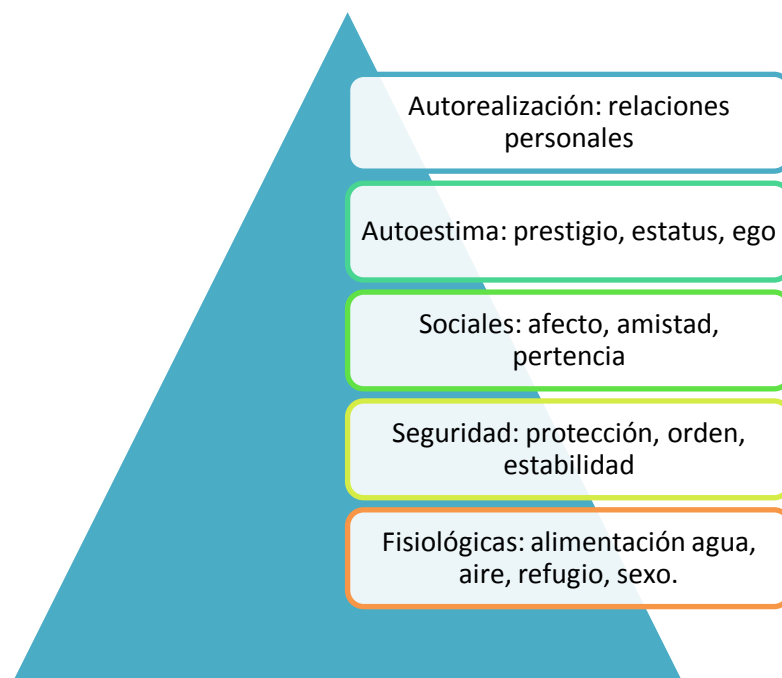 Autorealización: relaciones
personales
Autoestima: prestigio, estatus, ego
Sociales: afecto, amistad,
pertencia
Seguridad: protección, orden,
estabilidad
Fisiológicas: alimentación agua,
aire, refugio, sexo.